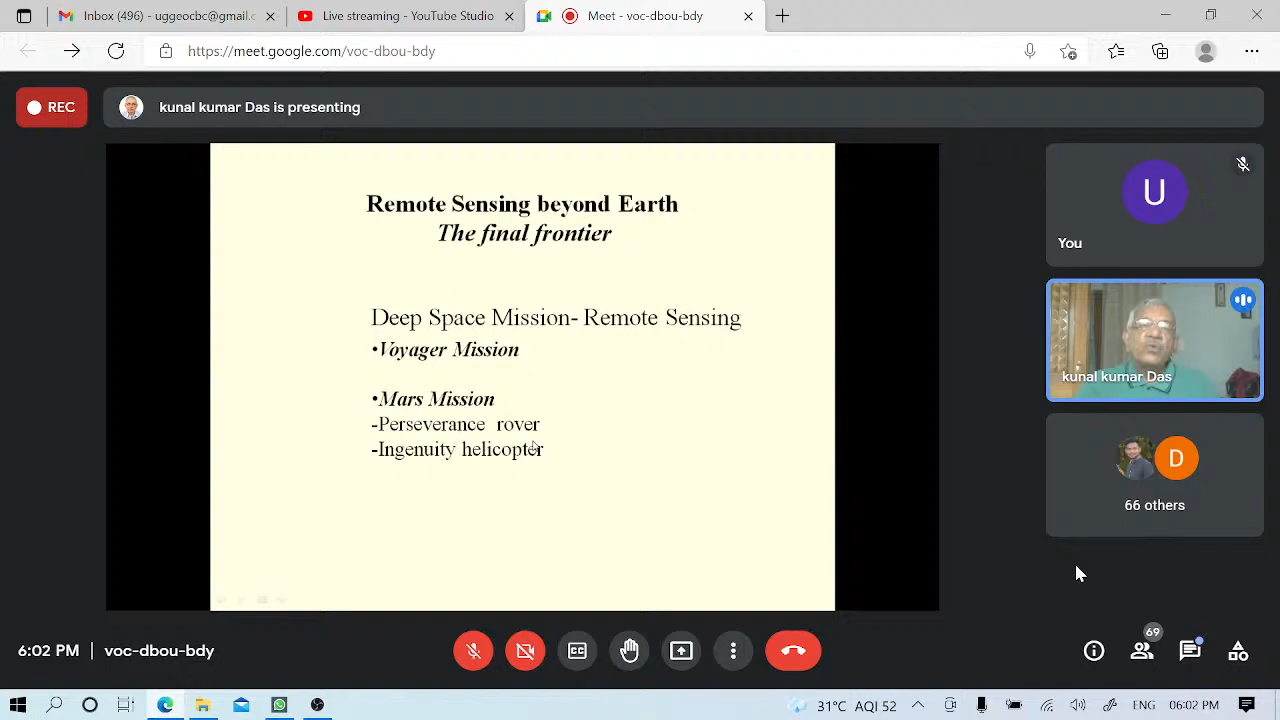 Inbox (496) - uggcbc@gmail.c
Live streaming - YouTube Studi
Meet - voc-dbou-bdy
https://meet.google.com/voc-dbou-bdy
REC
kunal kumar Das is presenting
Remote Sensing beyond Earth
The final frontier
Deep Space Mission- Remote Sensing
•Voyager Mission
•Mars Mission
-Perseverance rover
-Ingenuity helicopter
U
You
kunal kumar Das
D
66 others
6:02 PM | voc-dbou-bdy
CC
69
31°C AQI 52
ENG
06:02 PM